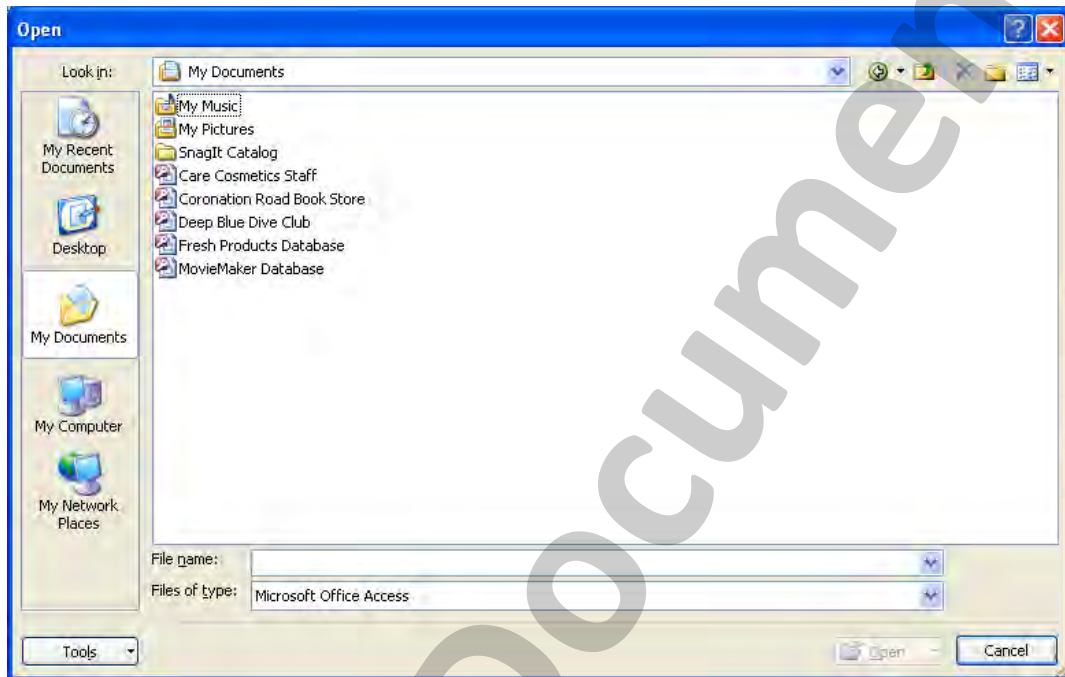 Open
Look in:
My Documents
My Music
My Pictures
SnagIt Catalog
Care Cosmetics Staff
Coronation Road Book Store
Deep Blue Dive Club
Fresh Products Database
MovieMaker Database
My Recent
Documents
Desktop
My Documents
My Computer
My Network
Places
File name:
Files of type:
Microsoft Office Access
Tools
Open
Cancel
ocumen